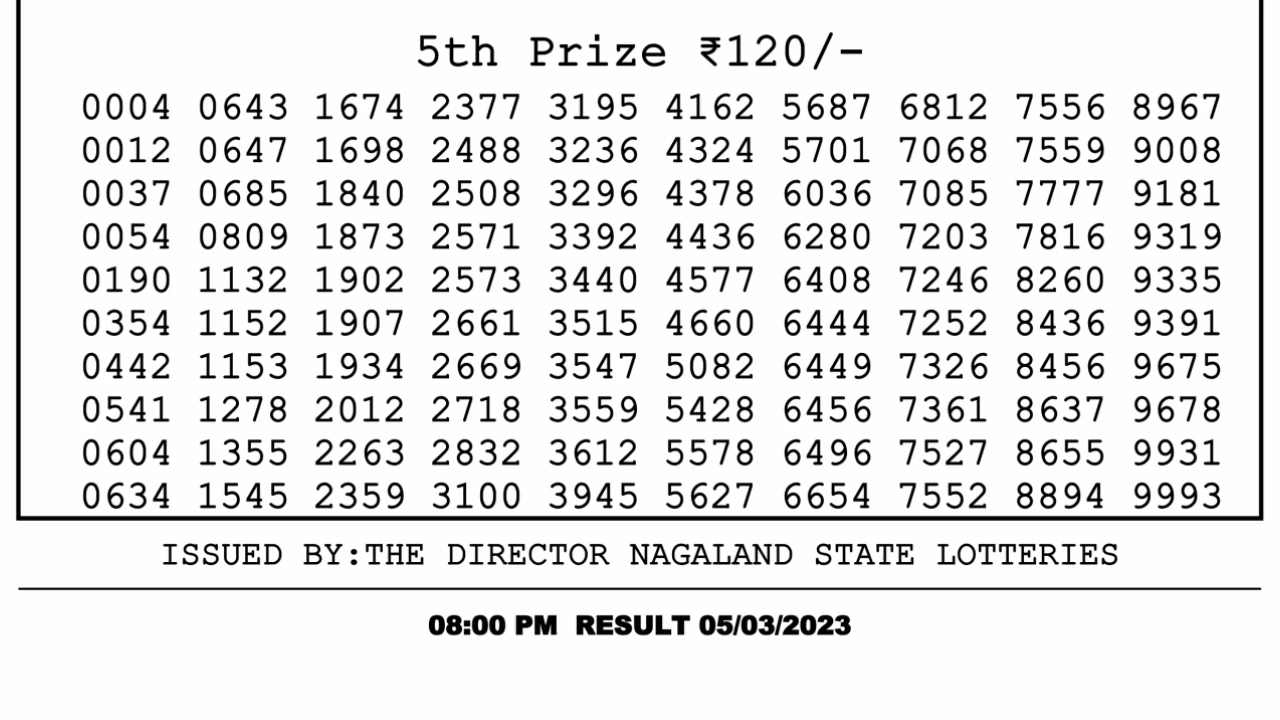 5th Prize ₹120/-
0004 0643 1674 2377 3195 4162 5687 6812 7556 8967
0012 0647 1698 2488 3236 4324 5701 7068 7559 9008
0037 0685 1840 2508 3296 4378 6036 7085 7777 9181
0054 0809 1873 2571 3392 4436 6280 7203 7816 9319
0190 1132 1902 2573 3440 4577 6408 7246 8260 9335
0354 1152 1907 2661 3515 4660 6444 7252 8436 9391
0442 1153 1934 2669 3547 5082 6449 7326 8456 9675
0541 1278 2012 2718 3559 5428 6456 7361 8637 9678
0604 1355 2263 2832 3612 5578 6496 7527 8655 9931
0634 1545 2359 3100 3945 5627 6654 7552 8894 9993
ISSUED BY:THE DIRECTOR NAGALAND STATE LOTTERIES
08:00 PM RESULT 05/03/2023